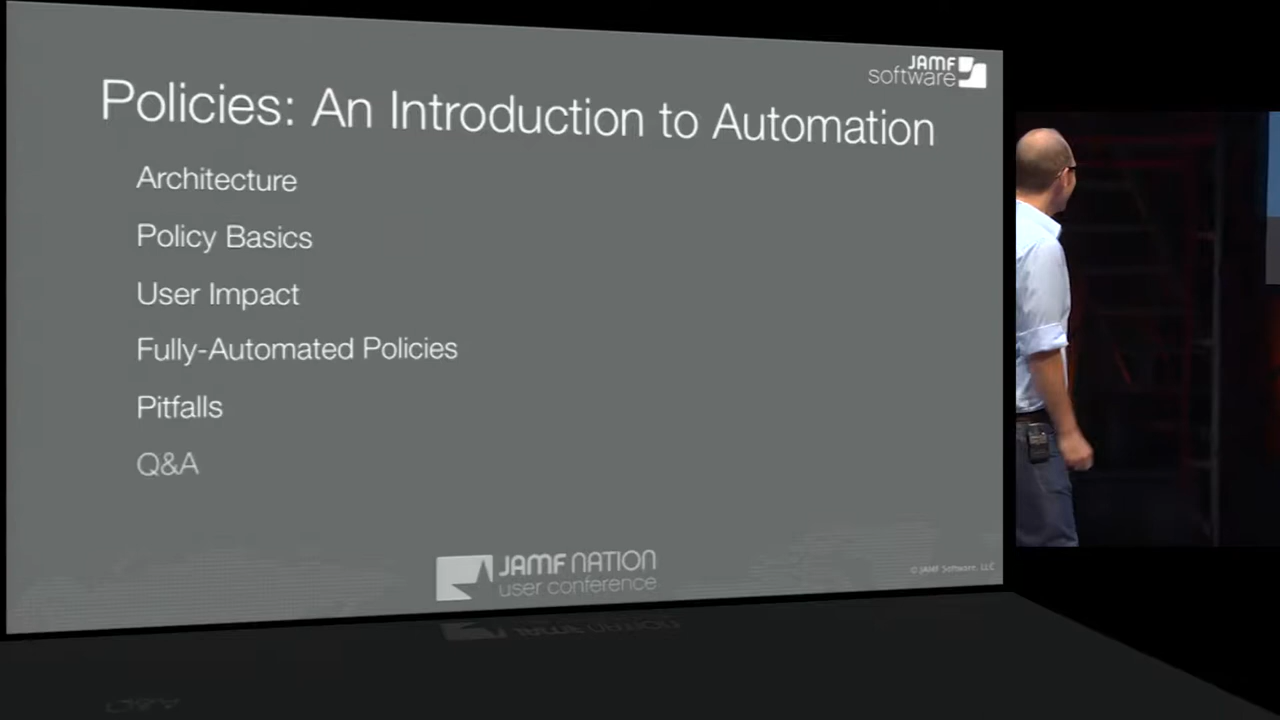 JAMF
software
Policies: An Introduction to Automation
Architecture
Policy Basics
User Impact
Fully-Automated Policies
Pitfalls
Q&A
JAMF NATION
user conference
© JAMF Software, LLC